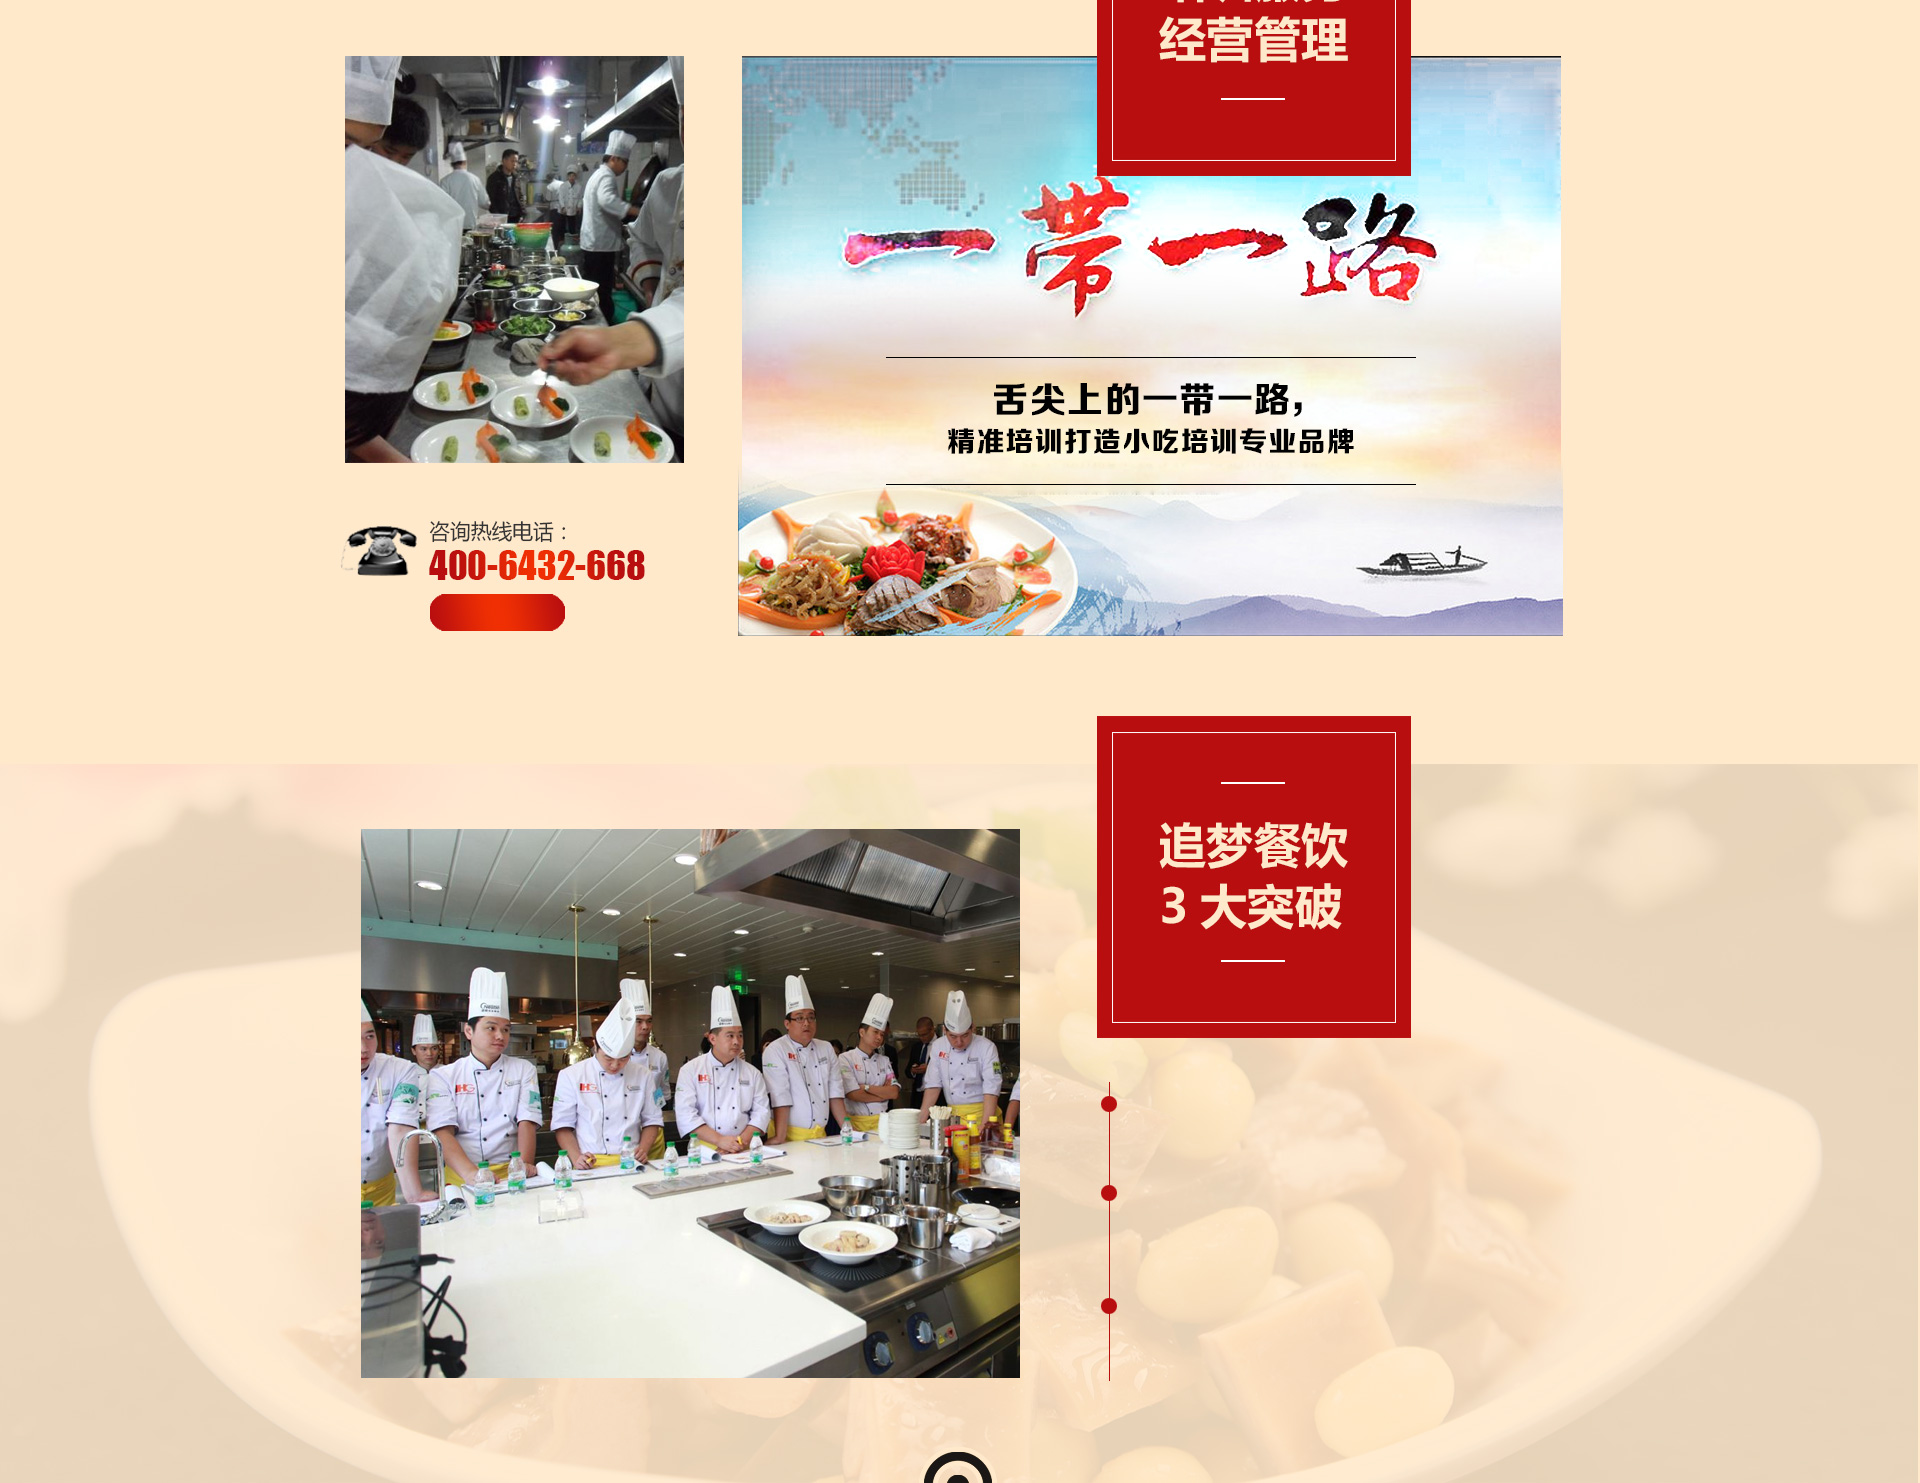 经营管理
一带一路
舌尖上的一带一路，
精准培训打造小吃培训专业品牌
咨询热线电话：
400-6432-668
追梦餐饮
3 大突破